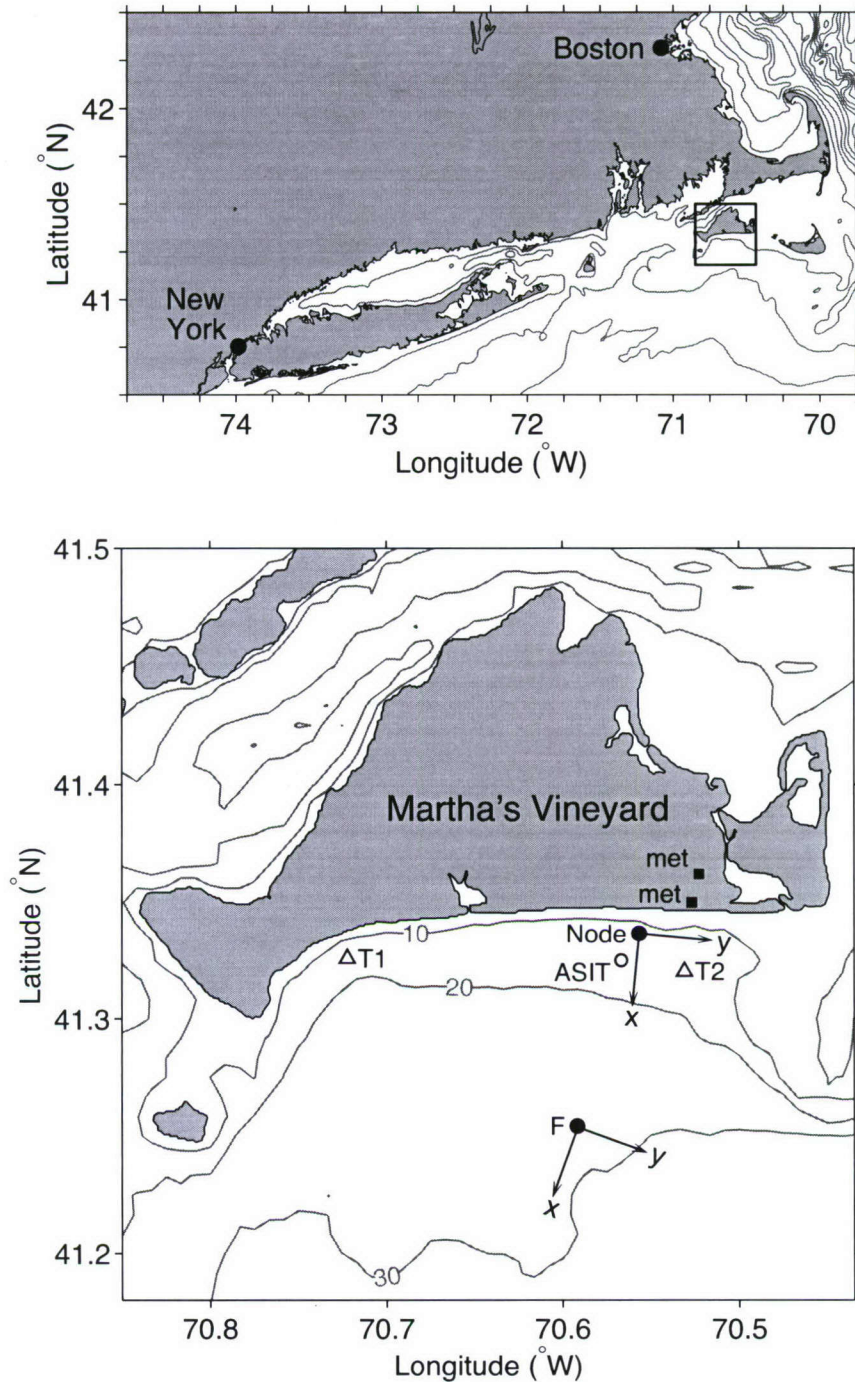 Boston
42
Latitude (°N)
41
New
York
74
73
72
71
70
Longitude (°W)
41.5
41.4
Latitude (°N)
41.3
41.2
Martha's Vineyard
met
met
10
Node
y
T1
ASIT
T2
20
x
F
y
x
30
70.8
70.7
70.6
70.5
Longitude (°W)